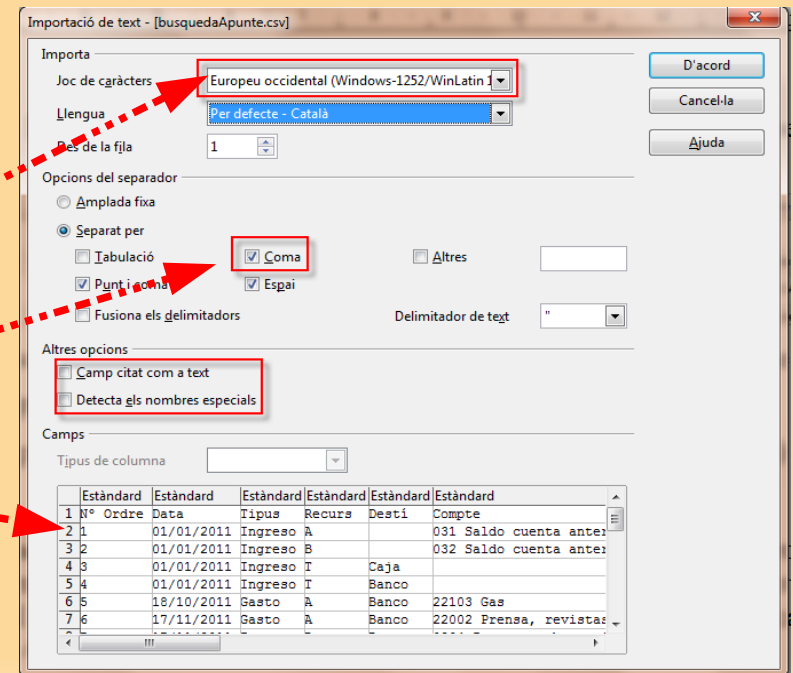 Importació de text - [busquedaApunte.csv]
Importa
Joc de caràcters Europeu occidental (Windows-1252/WinLatin 1
D'acord
Llengua Per defecte - Català
Cancel·la
Des de la fila 1
Ajuda
Opcions del separador
Amplada fixa
Separat per
Tabulació Coma Altres
Punt i coma Espai
Fusiona els delimitadors Delimitador de text "
Altres opcions
Camp citat com a text
Detecta els nombres especials
Camps
Tipus de columna
Estàndard Estàndard Estàndard Estàndard Estàndard Estàndard
1 Nº Ordre Data Tipus Recurs Destí Compte
2 1 01/01/2011 Ingreso A 031 Saldo cuenta
3 2 01/01/2011 Ingreso B 032 Saldo cuenta
4 3 01/01/2011 Ingreso T Caja
5 4 01/01/2011 Ingreso T Banco
6 5 18/10/2011 Gasto A Banco 22103 Gas
7 6 17/11/2011 Gasto A Banco 22002 Prensa, revistas